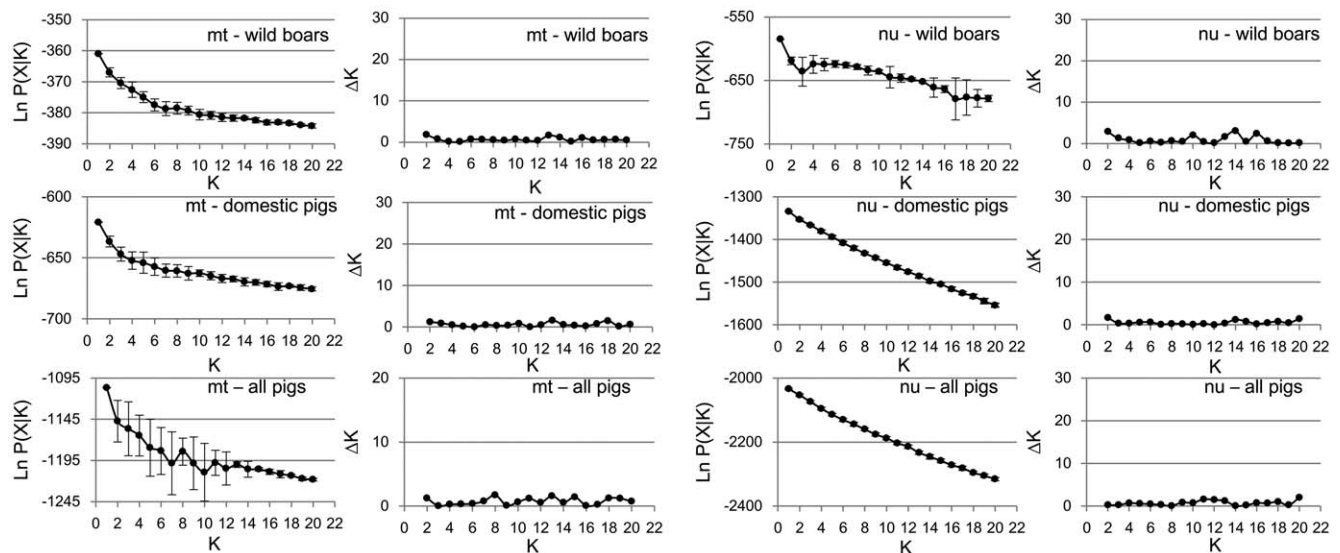 mt - wild boars
Ln P(X|K)
-350
-360
-370
-380
-390
0 2 4 6 8 10 12 14 16 18 20 22
K
mt - wild boars
ΔK
30
20
10
0
0 2 4 6 8 10 12 14 16 18 20 22
K
nu - wild boars
Ln P(X|K)
-550
-650
-750
0 2 4 6 8 10 12 14 16 18 20 22
K
nu - wild boars
ΔK
30
20
10
0
0 2 4 6 8 10 12 14 16 18 20 22
K
mt - domestic pigs
Ln P(X|K)
-600
-650
-700
0 2 4 6 8 10 12 14 16 18 20 22
K
mt - domestic pigs
ΔK
30
20
10
0
0 2 4 6 8 10 12 14 16 18 20 22
K
nu - domestic pigs
Ln P(X|K)
-1300
-1400
-1500
-1600
0 2 4 6 8 10 12 14 16 18 20 22
K
nu - domestic pigs
ΔK
30
20
10
0
0 2 4 6 8 10 12 14 16 18 20 22
K
mt – all pigs
Ln P(X|K)
-1095
-1145
-1195
-1245
0 2 4 6 8 10 12 14 16 18 20 22
K
mt – all pigs
ΔK
20
10
0
0 2 4 6 8 10 12 14 16 18 20 22
K
nu – all pigs
Ln P(X|K)
-2000
-2200
-2400
0 2 4 6 8 10 12 14 16 18 20 22
K
nu – all pigs
ΔK
30
20
10
0
0 2 4 6 8 10 12 14 16 18 20 22
K